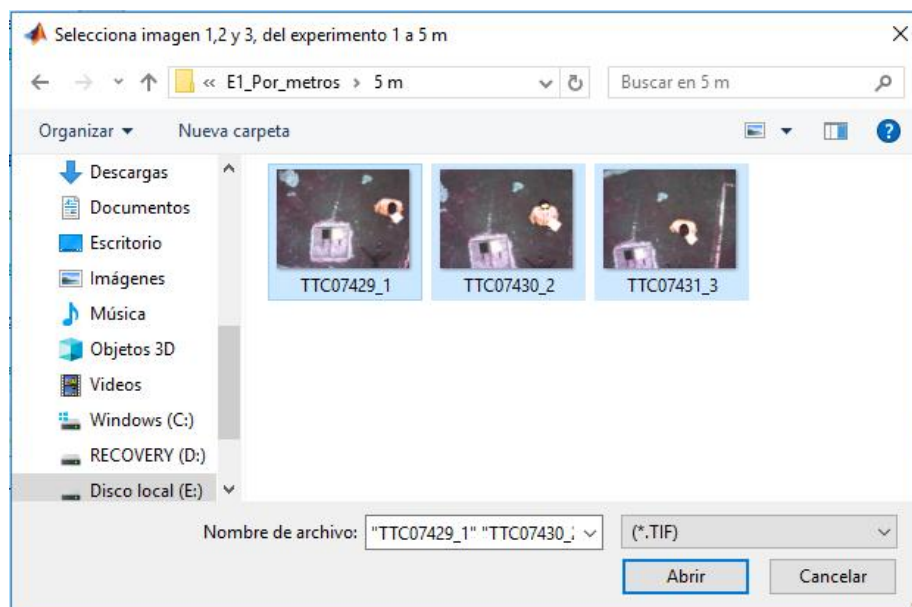 Selecciona imagen 1,2 y 3, del experimento 1 a 5 m
« E1_Por_metros › 5 m
Buscar en 5 m
Organizar
Nueva carpeta
Descargas
Documentos
Escritorio
Imágenes
Música
Objetos 3D
Videos
Windows (C:)
RECOVERY (D:)
Disco local (E:)
TTC07429_1
TTC07430_2
TTC07431_3
Nombre de archivo:
"TTC07429_1" "TTC07430_2
(*.TIF)
Abrir
Cancelar